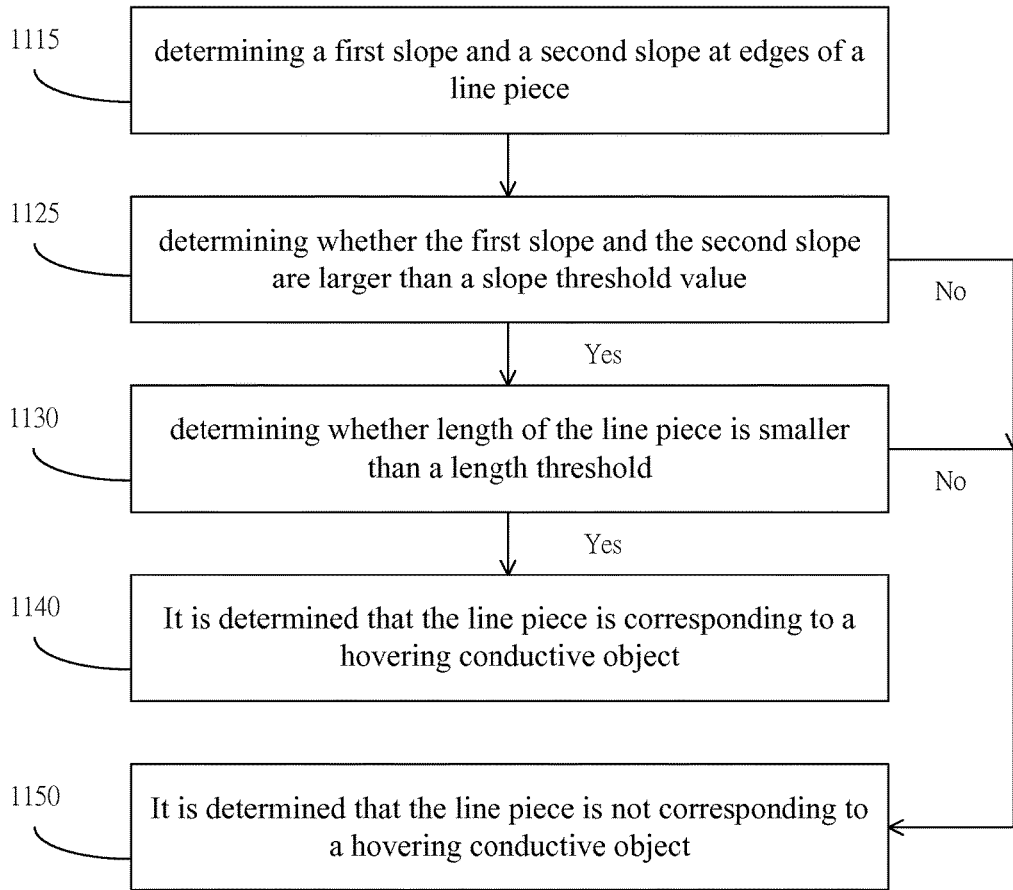 1115
determining a first slope and a second slope at edges of a
line piece
1125
determining whether the first slope and the second slope
are larger than a slope threshold value
No
Yes
1130
determining whether length of the line piece is smaller
than a length threshold
No
Yes
1140
It is determined that the line piece is corresponding to a
hovering conductive object
1150
It is determined that the line piece is not corresponding to
a hovering conductive object